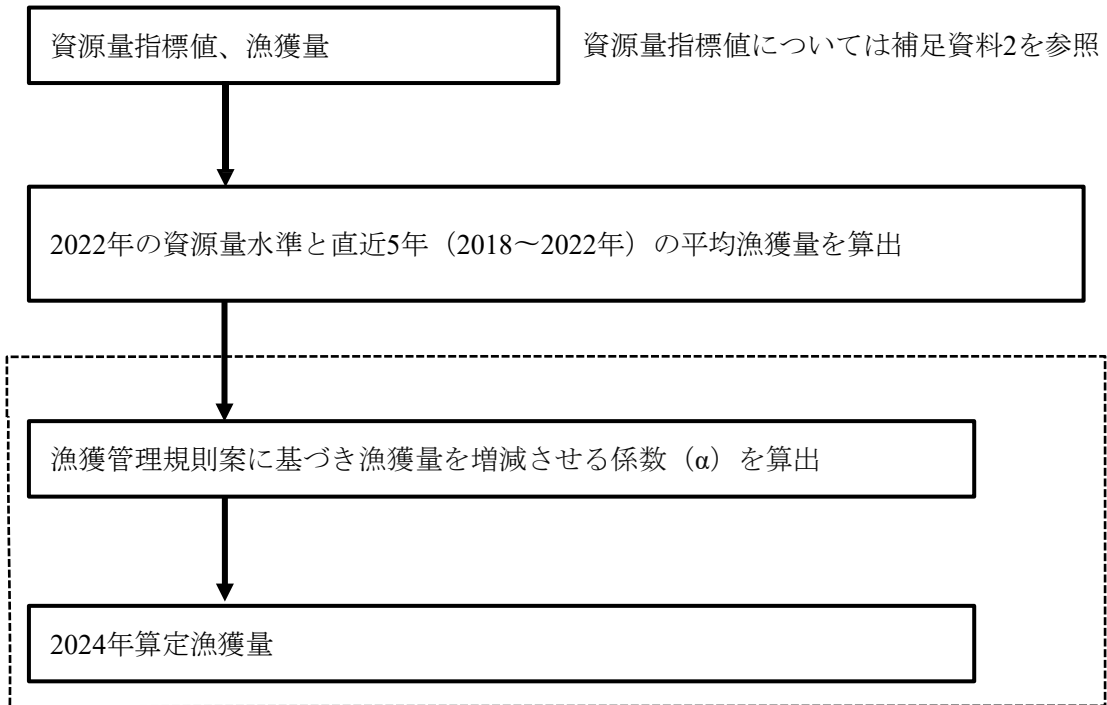 資源量指標値、漁獲量
資源量指標値については補足資料2を参照
2022年の資源量水準と直近5年（2018～2022年）の平均漁獲量を算出
漁獲管理規則案に基づき漁獲量を増減させる係数（α）を算出
2024年算定漁獲量